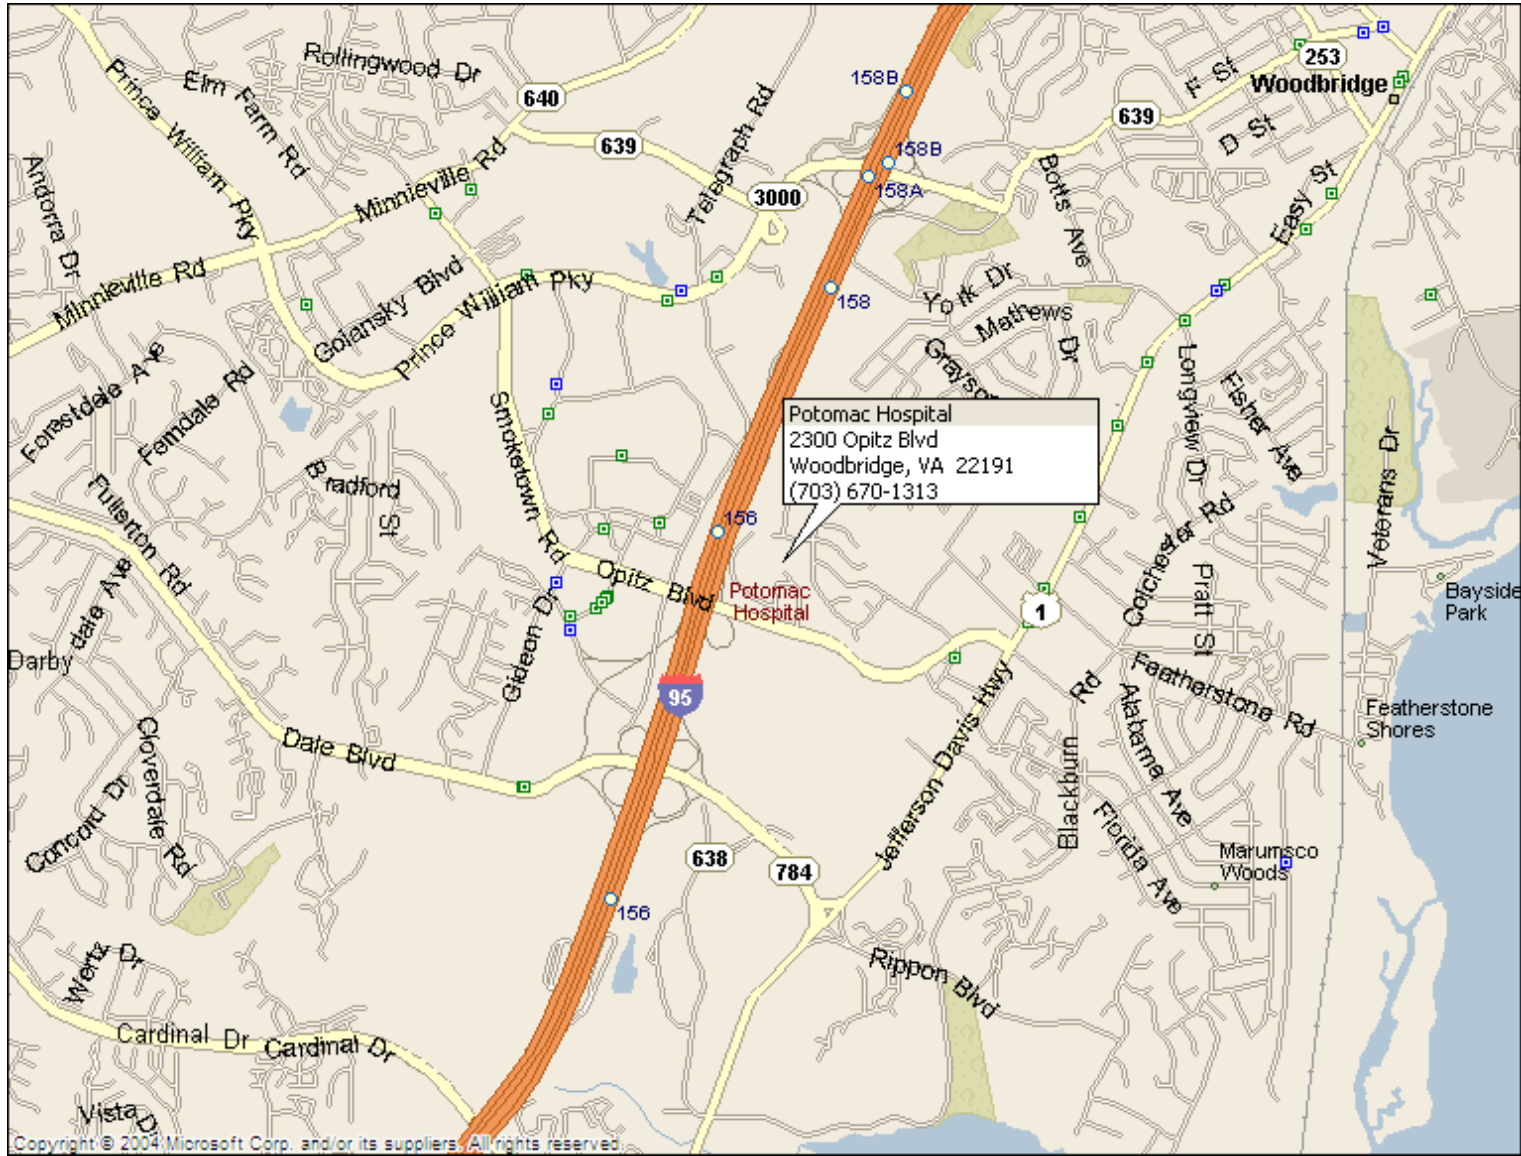 Rollingwood Dr
640
158B
253
Woodbridge
F St
Prince William Pky
Elm Farm Rd
639
Telegraph Rd
639
D St
158B
158A
3000
Botts Ave
Andorra Dr
Minnieville Rd
Easy St
Minnieville Rd
Golansky Blvd
Prince William Pky
158
York Dr
Mathews Dr
Grayson
Longview Dr
Fisher Ave
Forestdale Ave
Ferndale Rd
Smoketown Rd
Potomac Hospital
2300 Opitz Blvd
Woodbridge, VA 22191
(703) 670-1313
Bradford St
Fullerton Rd
156
Veterans Dr
Colchester Rd
Opitz Blvd
Potomac
Hospital
1
Pratt St
Bayside
Park
dale Ave
Darby
Gideon Dr
95
Featherstone Rd
Rd
Featherstone
Shores
Cloverdale Rd
Dale Blvd
Jefferson Davis Hwy
Blackburn
Alabama Ave
Concord Dr
638
784
Florida Ave
Marumsco
Woods
156
Wertz Dr
Rippon Blvd
Cardinal Dr
Cardinal Dr
Vista Dr
Copyright © 2004 Microsoft Corp. and/or its suppliers. All rights reserved.